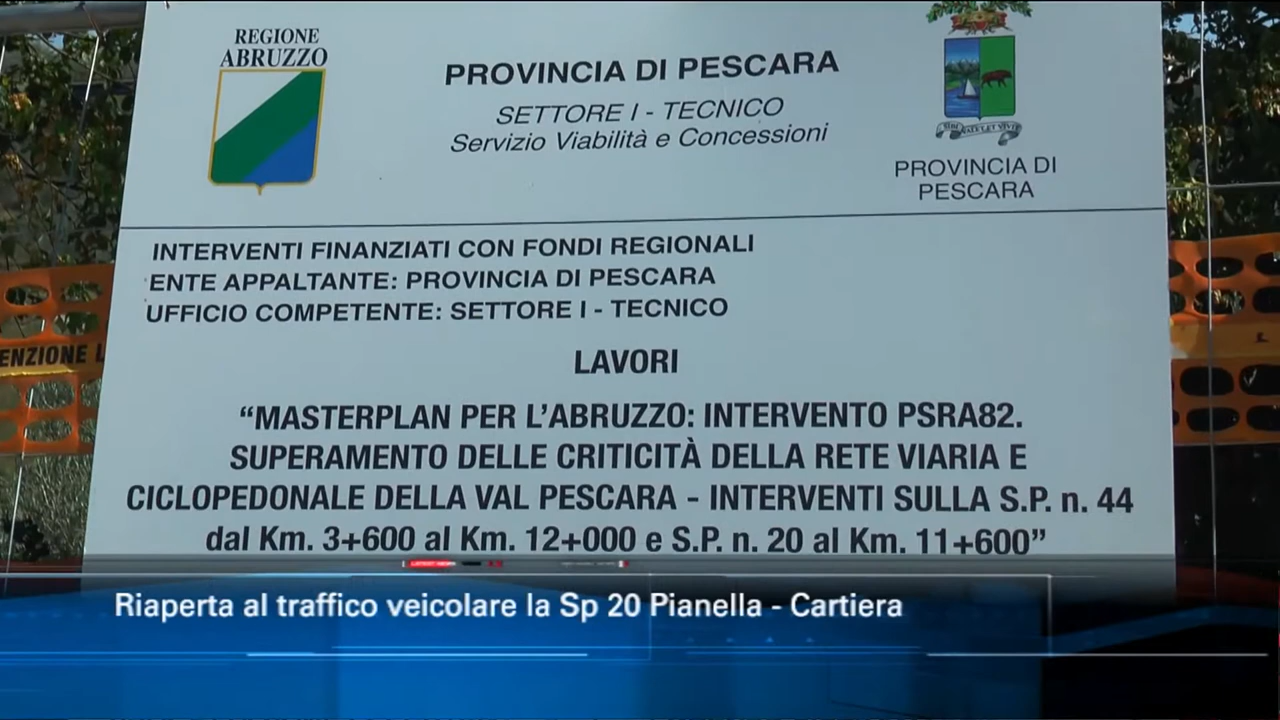 REGIONE
ABRUZZO
PROVINCIA DI PESCARA
SETTORE I - TECNICO
Servizio Viabilità e Concessioni
PROVINCIA DI
PESCARA
INTERVENTI FINANZIATI CON FONDI REGIONALI
ENTE APPALTANTE: PROVINCIA DI PESCARA
UFFICIO COMPETENTE: SETTORE I - TECNICO
ENZIONE L
LAVORI
“MASTERPLAN PER L’ABRUZZO: INTERVENTO PSRA82.
SUPERAMENTO DELLE CRITICITÀ DELLA RETE VIARIA E
CICLOPEDONALE DELLA VAL PESCARA - INTERVENTI SULLA S.P. n. 44
dal Km. 3+600 al Km. 12+000 e S.P. n. 20 al Km. 11+600”
LATEST NEWS
Riaperta al traffico veicolare la Sp 20 Pianella - Cartiera